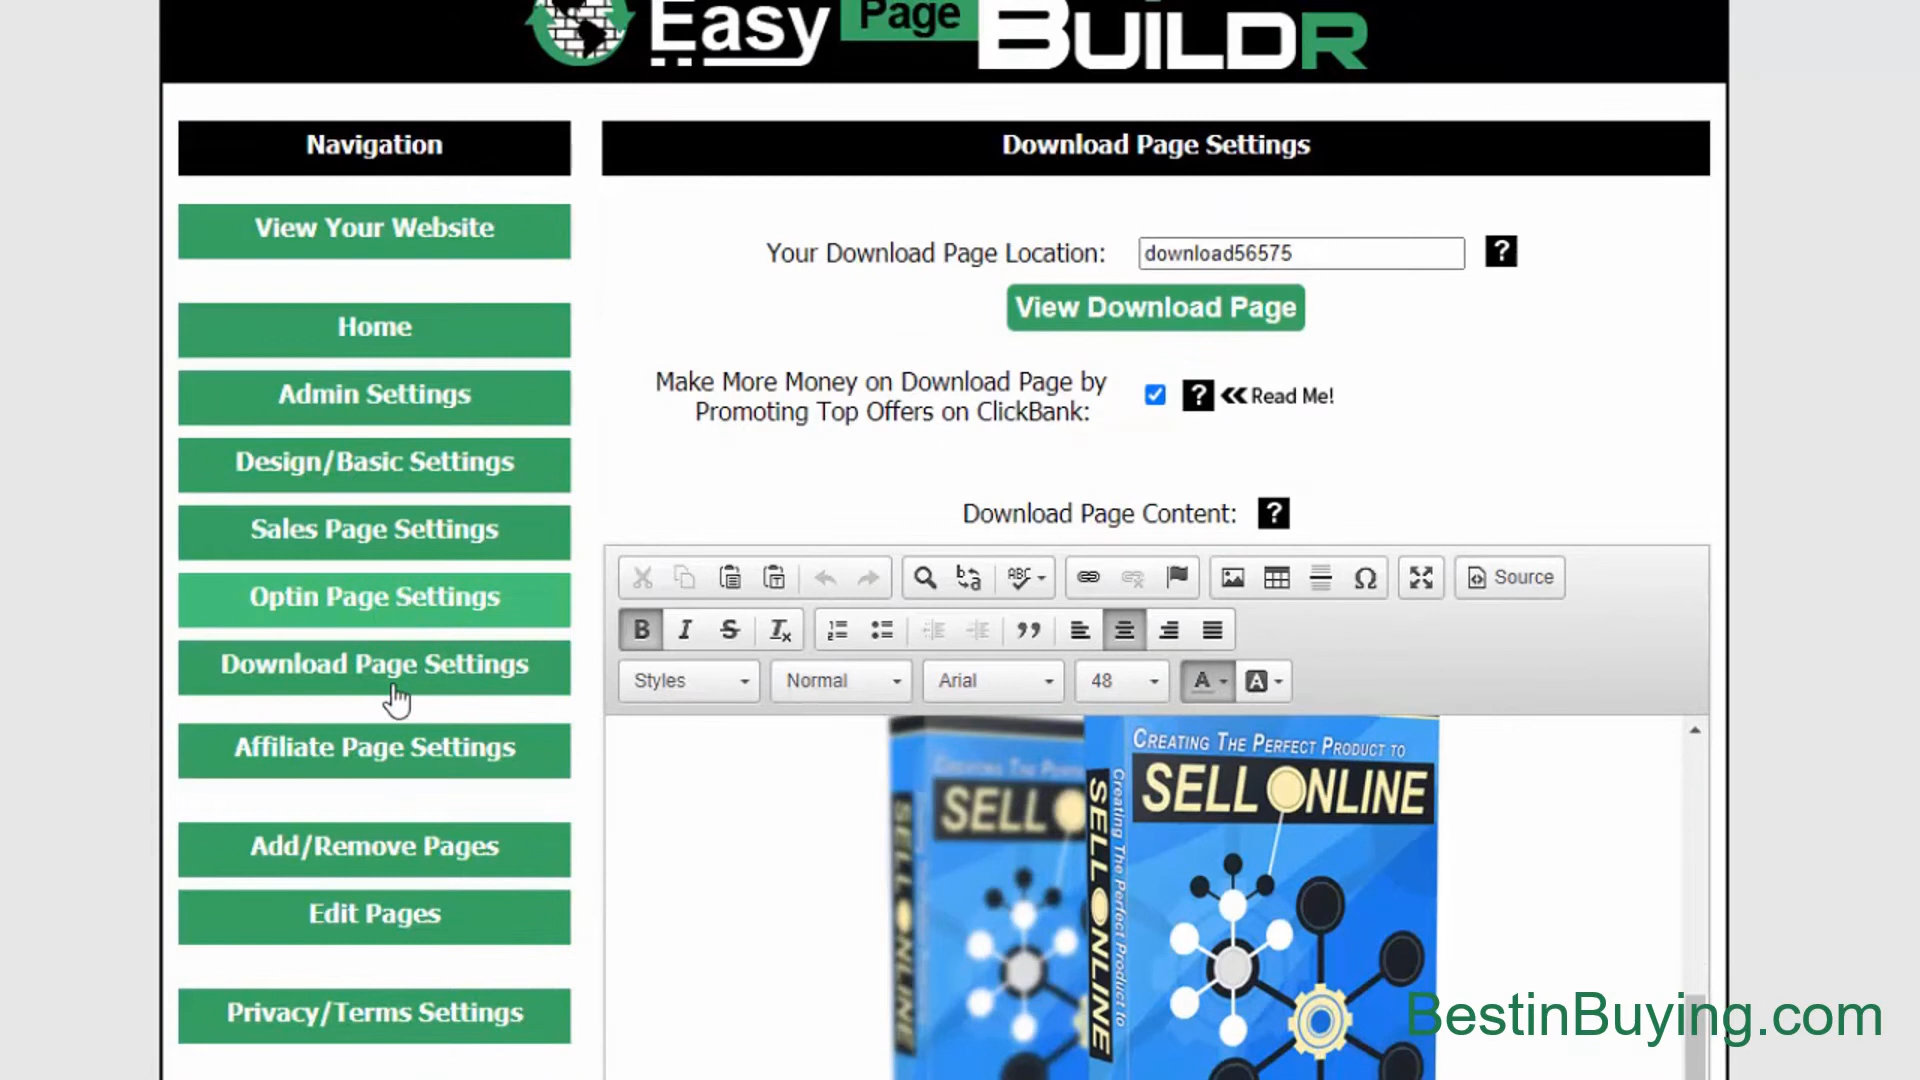 Easy Page BUiLDR
Navigation
View Your Website
Home
Admin Settings
Design/Basic Settings
Sales Page Settings
Optin Page Settings
Download Page Settings
Affiliate Page Settings
Add/Remove Pages
Edit Pages
Privacy/Terms Settings
Download Page Settings
Your Download Page Location: download56575 ?
View Download Page
Make More Money on Download Page by
Promoting Top Offers on ClickBank: ? Read Me!
Download Page Content: ?
Source
Styles Normal Arial 48
CREATING THE PERFECT PRODUCT TO
SELL ONLINE
Creating The Perfect Product to
SELL ONLINE
SELL O
SELL ONLINE
BestinBuying.com